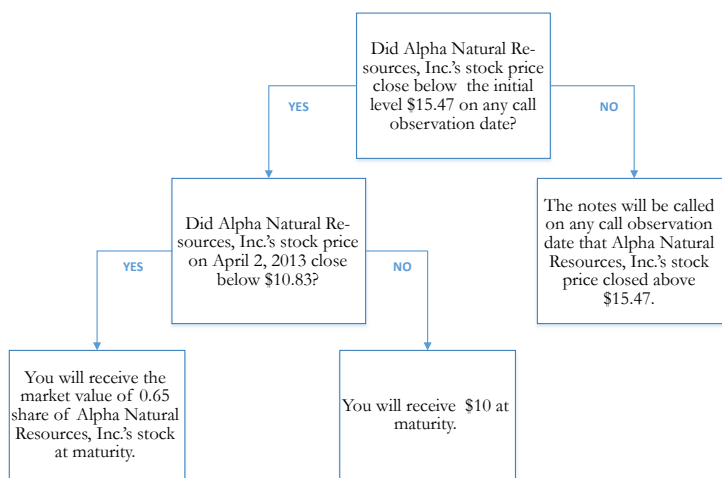 Did Alpha Natural Re-
sources, Inc.'s stock price
close below the initial
level $15.47 on any call
observation date?
YES
NO
Did Alpha Natural Re-
sources, Inc.'s stock price
on April 2, 2013 close
below $10.83?
The notes will be called
on any call observation
date that Alpha Natural
Resources, Inc.'s stock
price closed above
$15.47.
YES
NO
You will receive the
market value of 0.65
share of Alpha Natural
Resources, Inc.'s stock
at maturity.
You will receive $10 at
maturity.